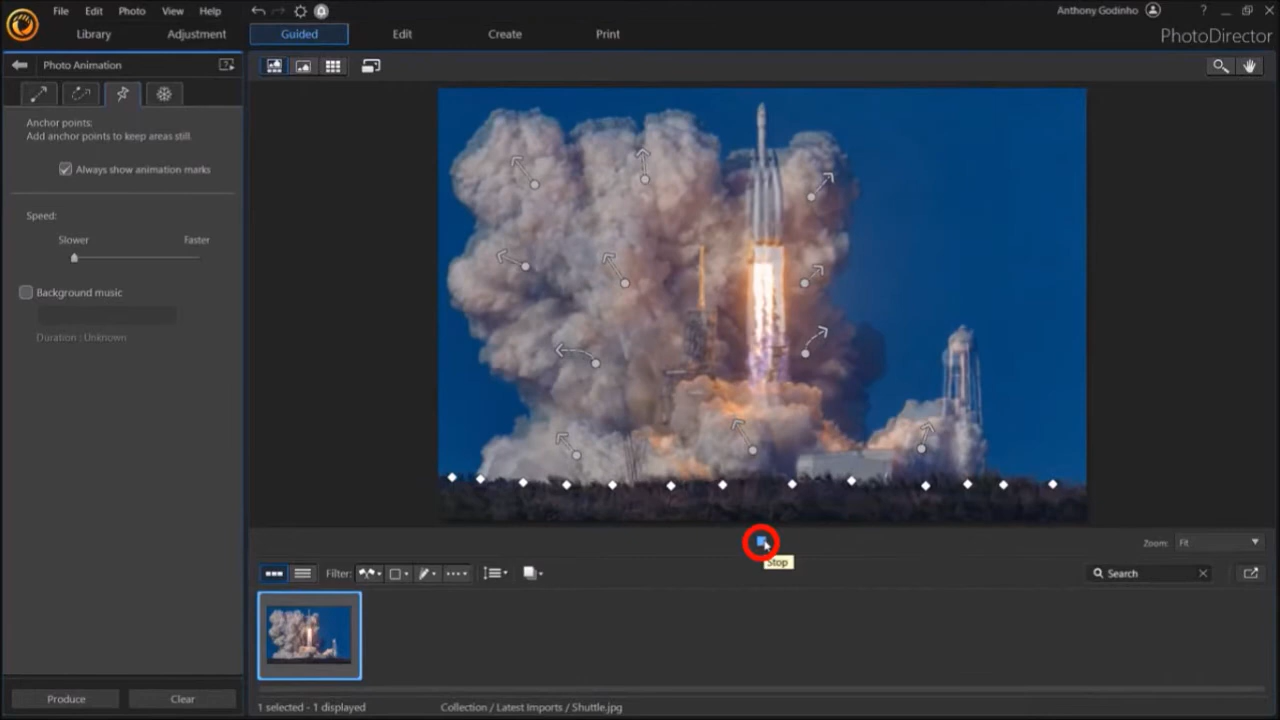 File Edit Photo View Help
Anthony Godinho
?
Library Adjustment Guided Edit Create Print
PhotoDirector
Photo Animation
Anchor points:
Add anchor points to keep areas still.
Always show animation marks
Speed:
Slower Faster
Background music
Duration : Unknown
Zoom: Fit
Stop
Filter:
Search
Produce Clear
1 selected - 1 displayed
Collection / Latest Imports / Shuttle.jpg